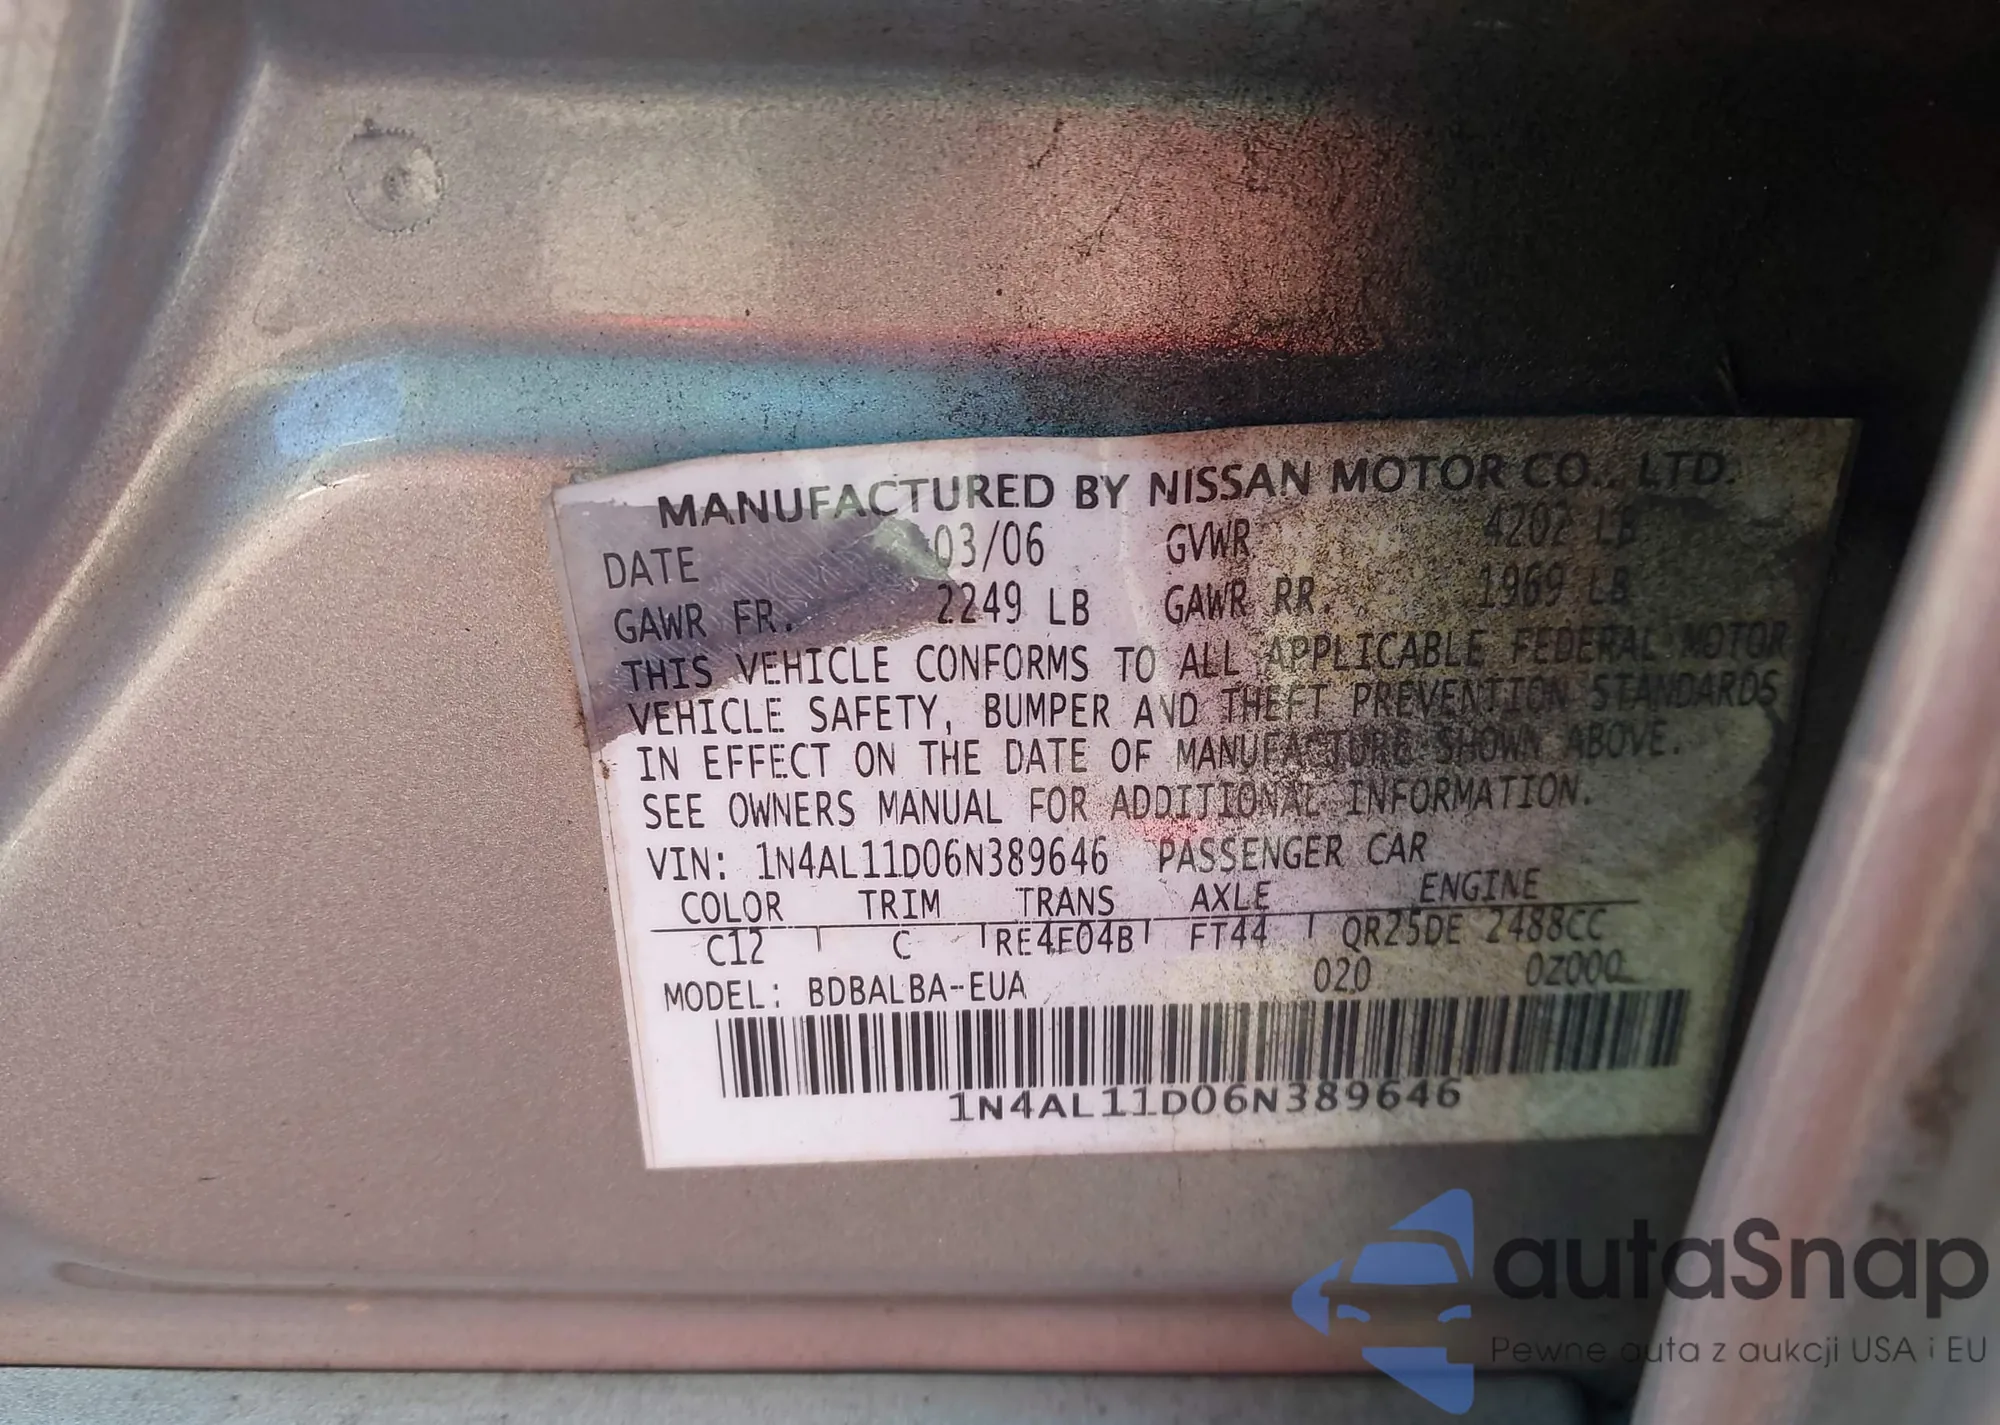 MANUFACTURED BY NISSAN MOTOR CO., LTD.
DATE 03/06 GVWR 4202 LB
GAWR FR. 2249 LB GAWR RR. 1969 LB
THIS VEHICLE CONFORMS TO ALL APPLICABLE FEDERAL MOTOR
VEHICLE SAFETY, BUMPER AND THEFT PREVENTION STANDARDS
IN EFFECT ON THE DATE OF MANUFACTURE SHOWN ABOVE.
SEE OWNERS MANUAL FOR ADDITIONAL INFORMATION.
VIN: 1N4AL11D06N389646 PASSENGER CAR
COLOR TRIM TRANS AXLE ENGINE
C12 C RE4F04B FT44 QR25DE 2488CC
MODEL: BDBALBA-EUA 020 0Z000
1N4AL11D06N389646
autaSnap
Pewne auta z aukcji USA i EU